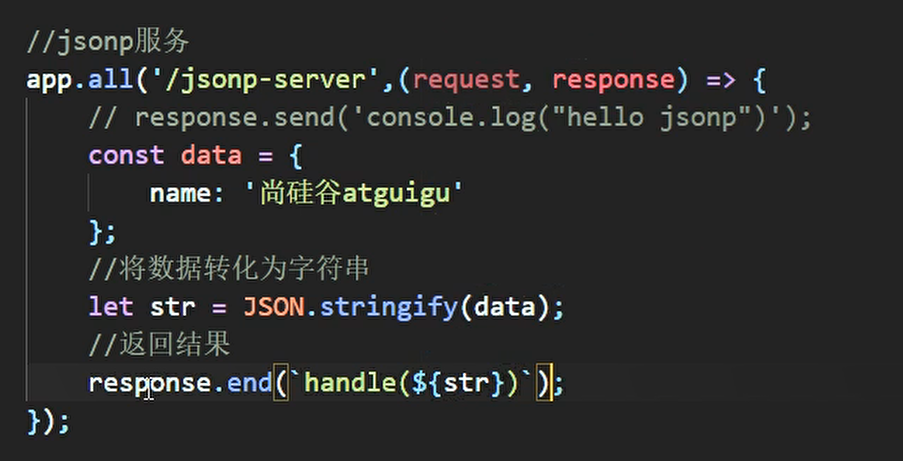 //jsonp服务
app.all('/jsonp-server',(request, response) => {
    // response.send('console.log("hello jsonp")');
    const data = {
        name: '尚硅谷atguigu'
    };
    //将数据转化为字符串
    let str = JSON.stringify(data);
    //返回结果
    response.end(`handle(${str})`);
});